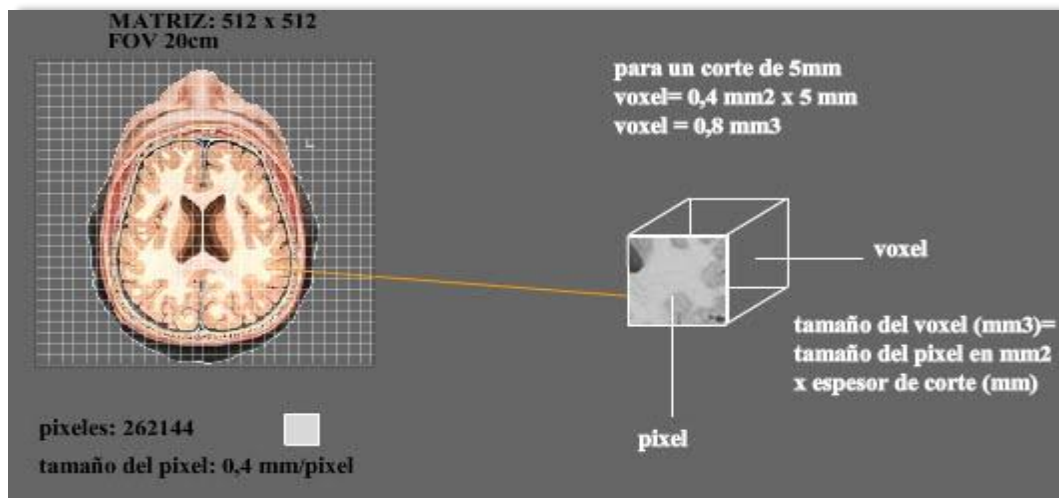 MATRIZ: 512 x 512
FOV 20cm
para un corte de 5mm
voxel= 0,4 mm2 x 5 mm
voxel = 0,8 mm3
voxel
tamaño del voxel (mm3)=
tamaño del pixel en mm2
x espesor de corte (mm)
pixel
pixeles: 262144
tamaño del pixel: 0,4 mm/pixel